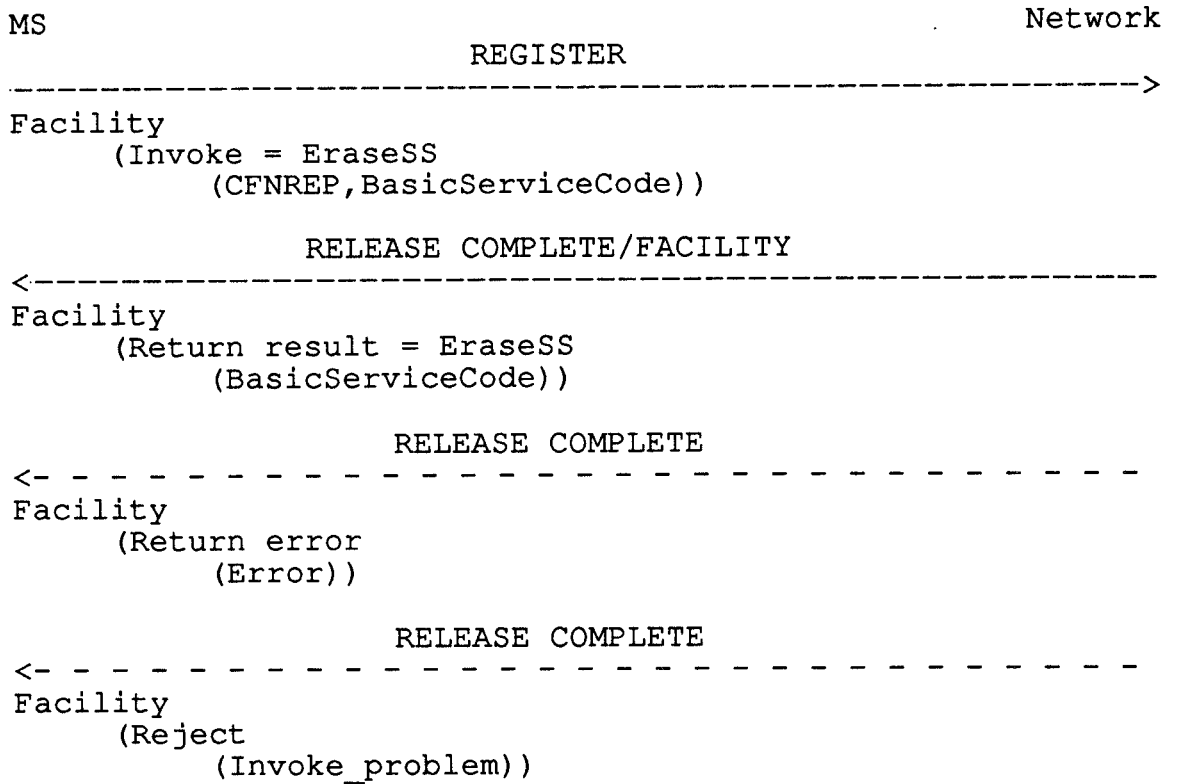 MS Network
REGISTER
------------------------------------------------------>
Facility
(Invoke = EraseSS
(CFNREP,BasicServiceCode))
RELEASE COMPLETE/FACILITY
<------------------------------------------------------
Facility
(Return result = EraseSS
(BasicServiceCode))
RELEASE COMPLETE
<- - - - - - - - - - - - - - - - - - - - - - - - - - - -
Facility
(Return error
(Error))
RELEASE COMPLETE
<- - - - - - - - - - - - - - - - - - - - - - - - - - - -
Facility
(Reject
(Invoke_problem))